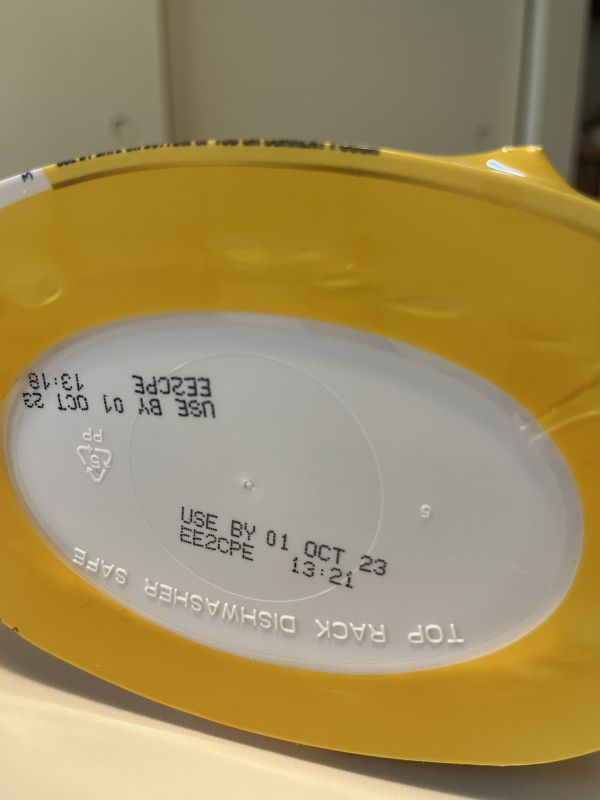 USE BY 01 OCT 23
EE2CPE 13:18
5
PP
5
USE BY 01 OCT 23
EE2CPE 13:21
TOP RACK DISHWASHER SAFE